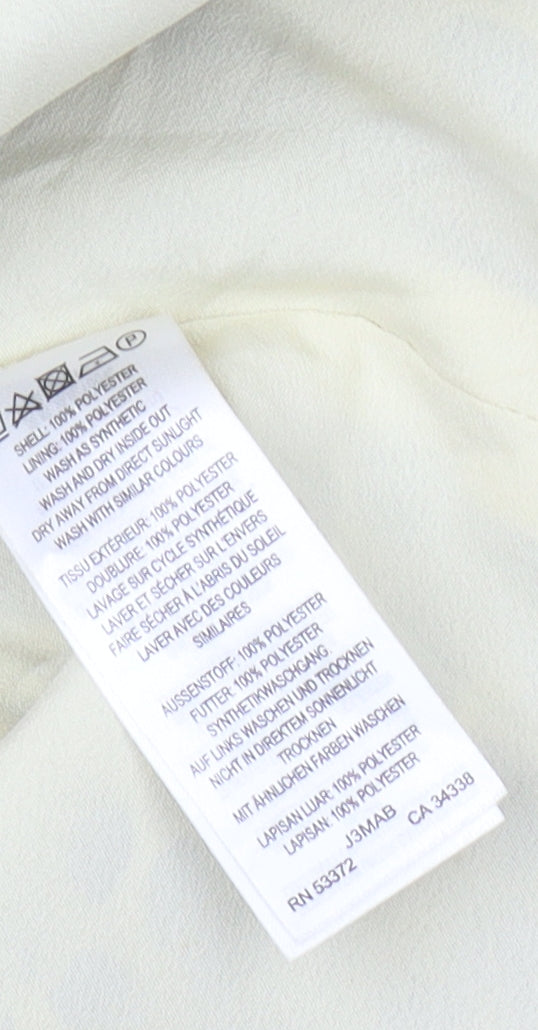 P
SHELL: 100% POLYESTER
LINING: 100% POLYESTER
WASH AS SYNTHETIC
WASH AND DRY INSIDE OUT
DRY AWAY FROM DIRECT SUNLIGHT
WASH WITH SIMILAR COLOURS
TISSU EXTÉRIEUR: 100% POLYESTER
DOUBLURE: 100% POLYESTER
LAVAGE SUR CYCLE SYNTHÉTIQUE
LAVER ET SÉCHER SUR L'ENVERS
FAIRE SÉCHER À L'ABRIS DU SOLEIL
LAVER AVEC DES COULEURS
SIMILAIRES
AUSSENSTOFF: 100% POLYESTER
FUTTER: 100% POLYESTER
SYNTHETIKWASCHGANG.
AUF LINKS WASCHEN UND TROCKNEN
NICHT IN DIREKTEM SONNENLICHT
TROCKNEN
MIT ÄHNLICHEN FARBEN WASCHEN
LAPISAN LUAR: 100% POLYESTER
LAPISAN: 100% POLYESTER
J3MAB
RN 53372 CA 34338